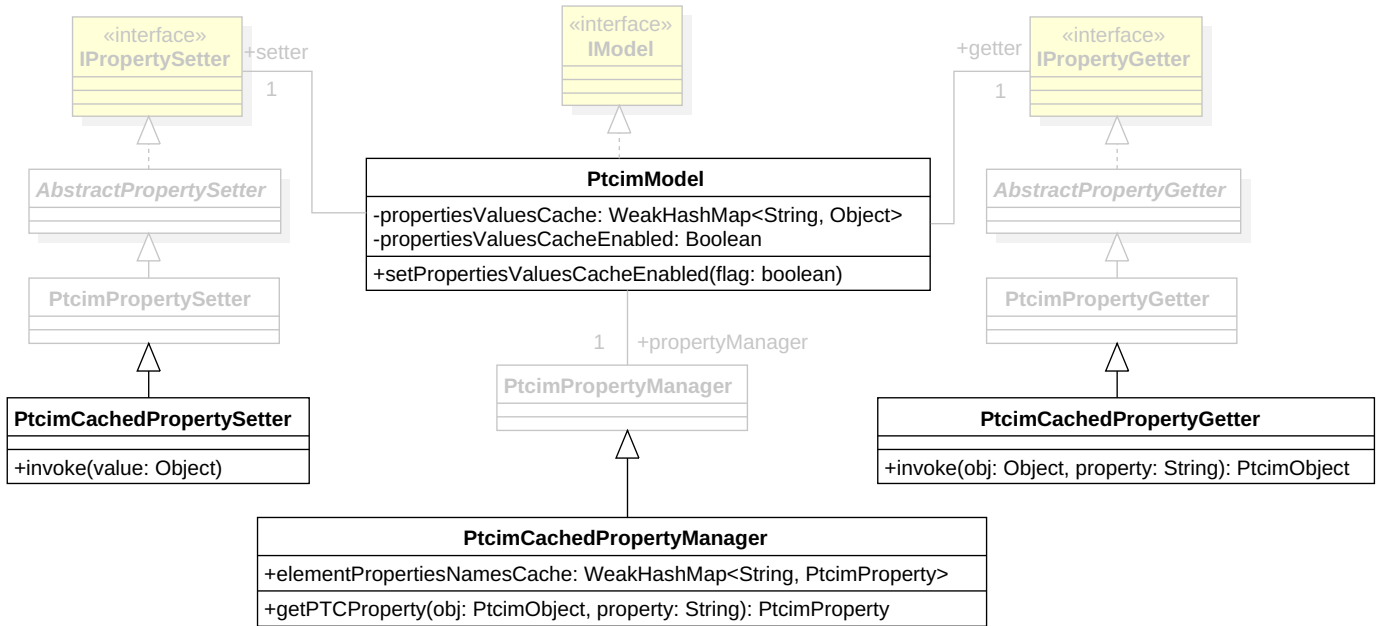 «interface»
IPropertySetter
+setter
1
«interface»
IModel
+getter
1
«interface»
IPropertyGetter
AbstractPropertySetter
PtcimModel
-propertiesValuesCache: WeakHashMap<String, Object>
-propertiesValuesCacheEnabled: Boolean
+setPropertiesValuesCacheEnabled(flag: boolean)
AbstractPropertyGetter
PtcimPropertySetter
PtcimPropertyGetter
1 +propertyManager
PtcimPropertyManager
PtcimCachedPropertySetter
+invoke(value: Object)
PtcimCachedPropertyGetter
+invoke(obj: Object, property: String): PtcimObject
PtcimCachedPropertyManager
+elementPropertiesNamesCache: WeakHashMap<String, PtcimProperty>
+getPTCProperty(obj: PtcimObject, property: String): PtcimProperty